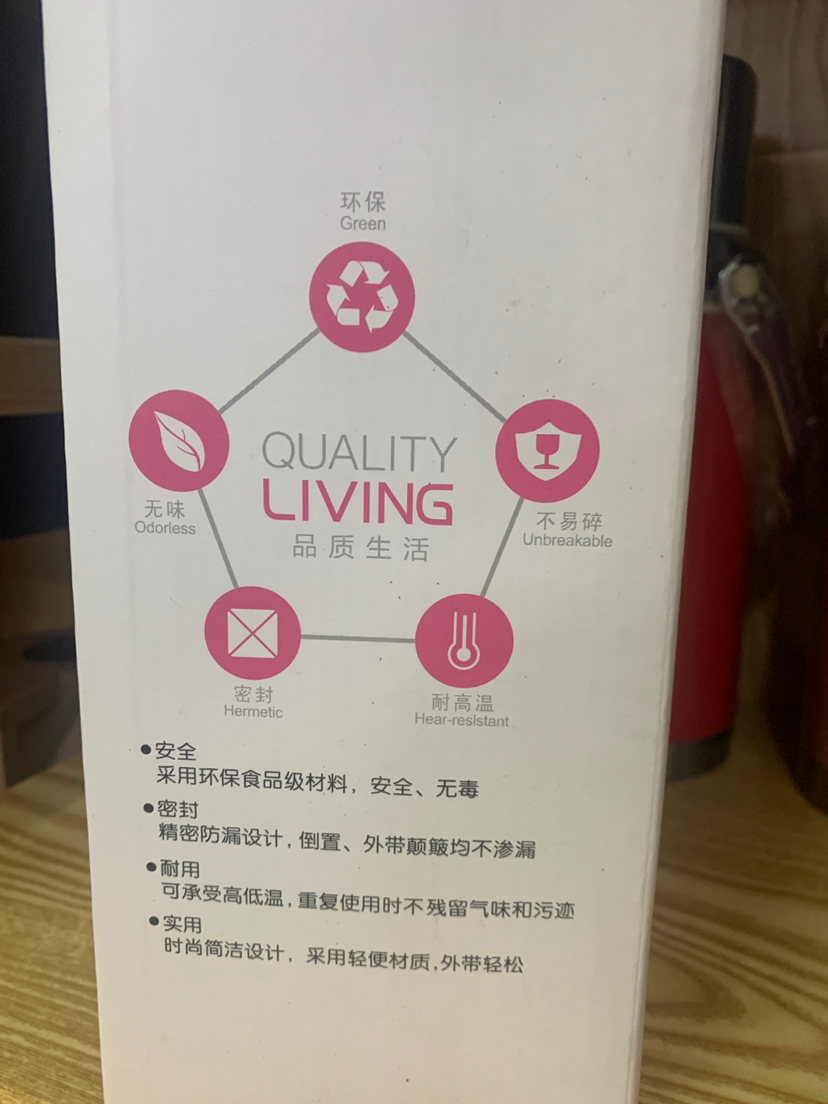 环保
Green
QUALITY
LIVING
品质生活
无味
Odorless
不易碎
Unbreakable
密封
Hermetic
耐高温
Hear-resIstant
●安全
采用环保食品级材料，安全、无毒
●密封
精密防漏设计，倒置、外带颠簸均不渗漏
●耐用
可承受高低温，重复使用时不残留气味和污迹
●实用
时尚简洁设计，采用轻便材质，外带轻松